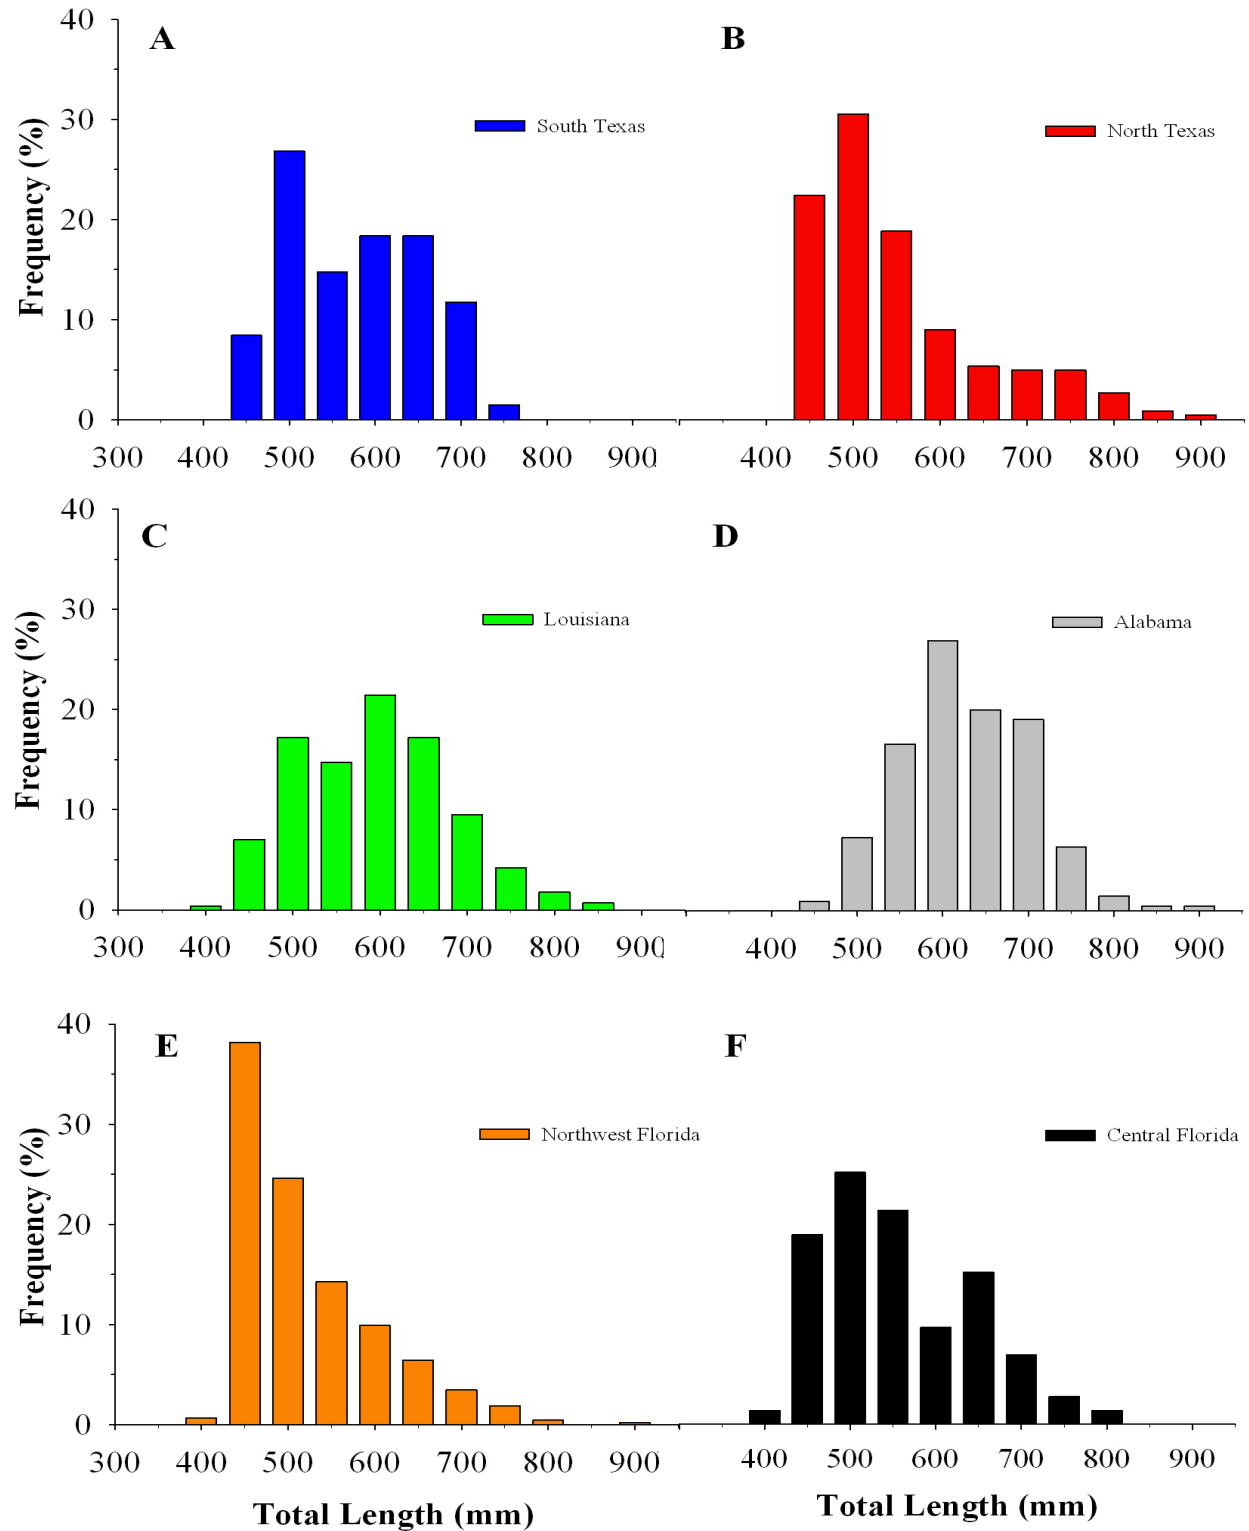 40
A
B
30
South Texas
North Texas
20
10
0
Frequency (%)
300 400 500 600 700 800 900
400 500 600 700 800 900
40
C
D
30
Louisiana
Alabama
20
10
0
Frequency (%)
300 400 500 600 700 800 900
400 500 600 700 800 900
40
E
F
30
Northwest Florida
Central Florida
20
10
0
Frequency (%)
300 400 500 600 700 800 900
400 500 600 700 800 900
Total Length (mm)
Total Length (mm)